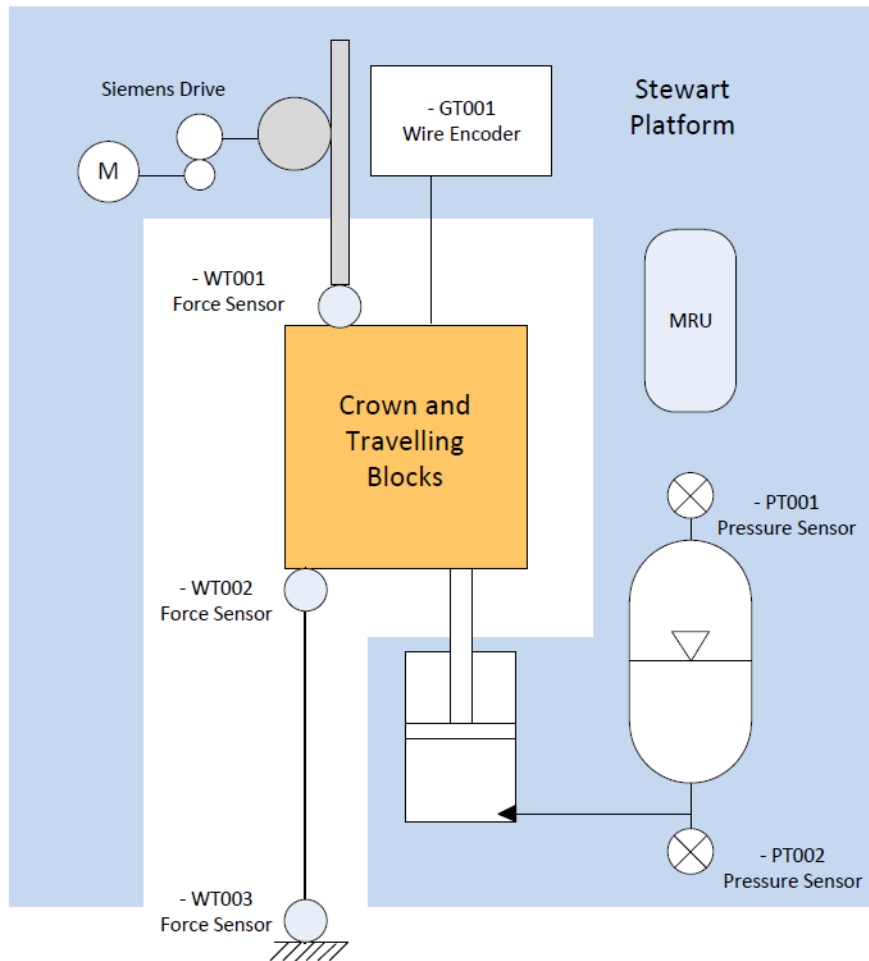 Siemens Drive
M
- GT001
Wire Encoder
Stewart
Platform
- WT001
Force Sensor
MRU
Crown and
Travelling
Blocks
- PT001
Pressure Sensor
- WT002
Force Sensor
- PT002
Pressure Sensor
- WT003
Force Sensor